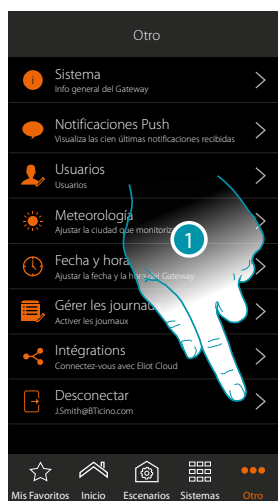 Otro
Sistema
Info general del Gateway
Notificaciones Push
Visualiza las cien últimas notificaciones recibidas
Usuarios
Usuarios
Meteorología
Ajustar la ciudad que monitoriz
1
Fecha y hora
Ajustar la fecha y la hora del Gateway
Gérer les journaux
Activer les journaux
Intégrations
Connectez-vous avec Eliot Cloud
Desconectar
J.Smith@BTicino.com
Mis Favoritos Inicio Escenarios Sistemas Otro